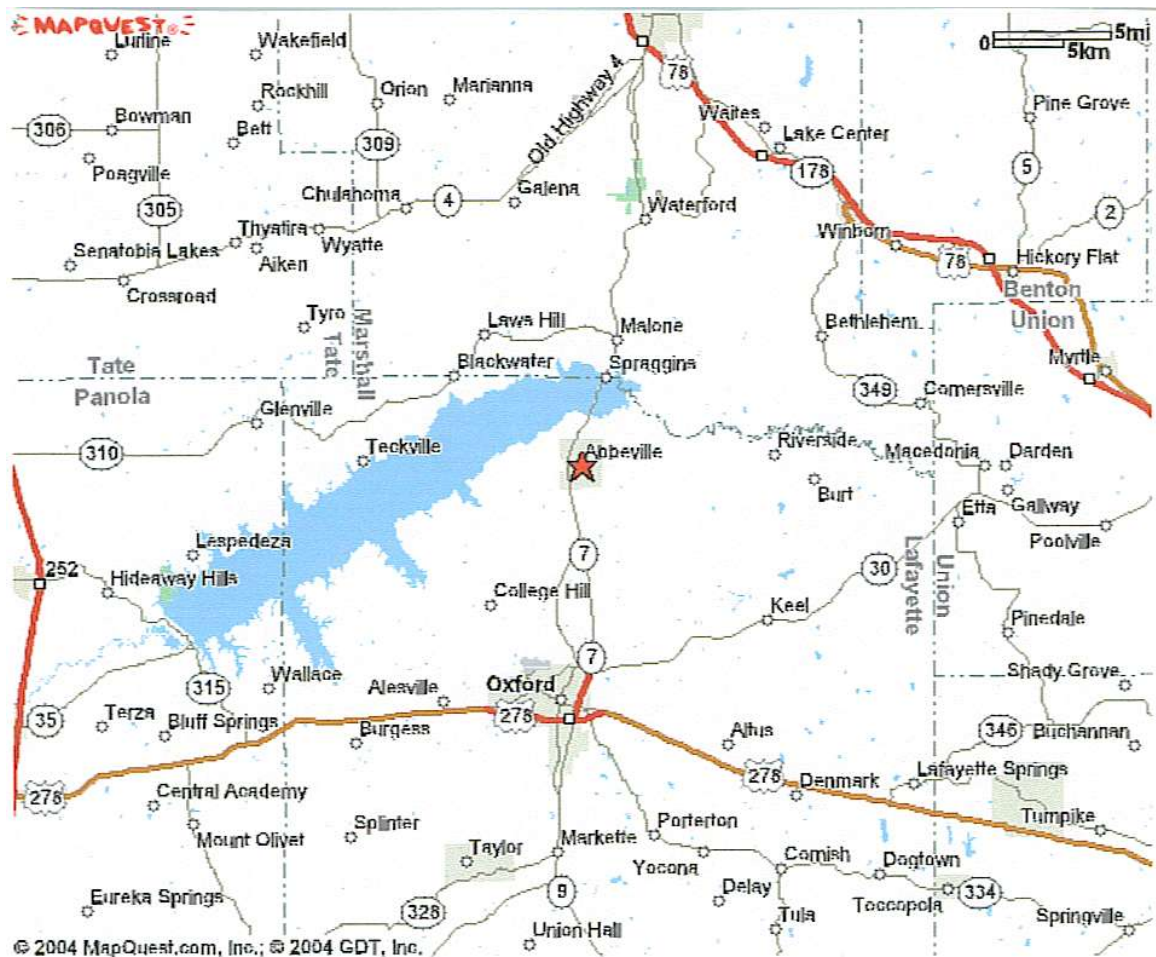 MAPQUEST
Lurline
Wakefield
5mi
0
5km
Marianna
Rockhill
Orion
Old Highway 4
78
Pine Grove
Bowman
306
Bett
309
Waites
Lake Center
Poagville
178
5
Chulahoma
4
Galena
305
Waterford
2
Thyatira
Wyatte
Senatobia Lakes
Aiken
Winborn
78
Hickory Flat
Crossroad
Benton
Union
Tyro
Tate
Marshall
Laws Hill
Malone
Bethlehem
Blackwater
Spraggins
Myrtle
Tate
Panola
349
Cornersville
Glenville
310
Teckville
Abbeville
Riverside
Macedonia
Darden
Burt
Gallway
Etta
Poolville
Lespedeza
7
252
Hideaway Hills
30
Lafayette
Union
College Hill
Keel
Pinedale
7
Shady Grove
Wallace
Alesville
Oxford
315
35
Terza
Bluff Springs
278
Burgess
Altus
346
Buchannan
278
278
Denmark
Lafayette Springs
Central Academy
Turnpike
Mount Olivet
Splinter
Markette
Porterton
Taylor
Yocona
Cornish
Dogtown
9
Delay
334
Toccopola
Eureka Springs
328
Union Hall
Tula
Springville
© 2004 MapQuest.com, Inc.; © 2004 GDT, Inc.